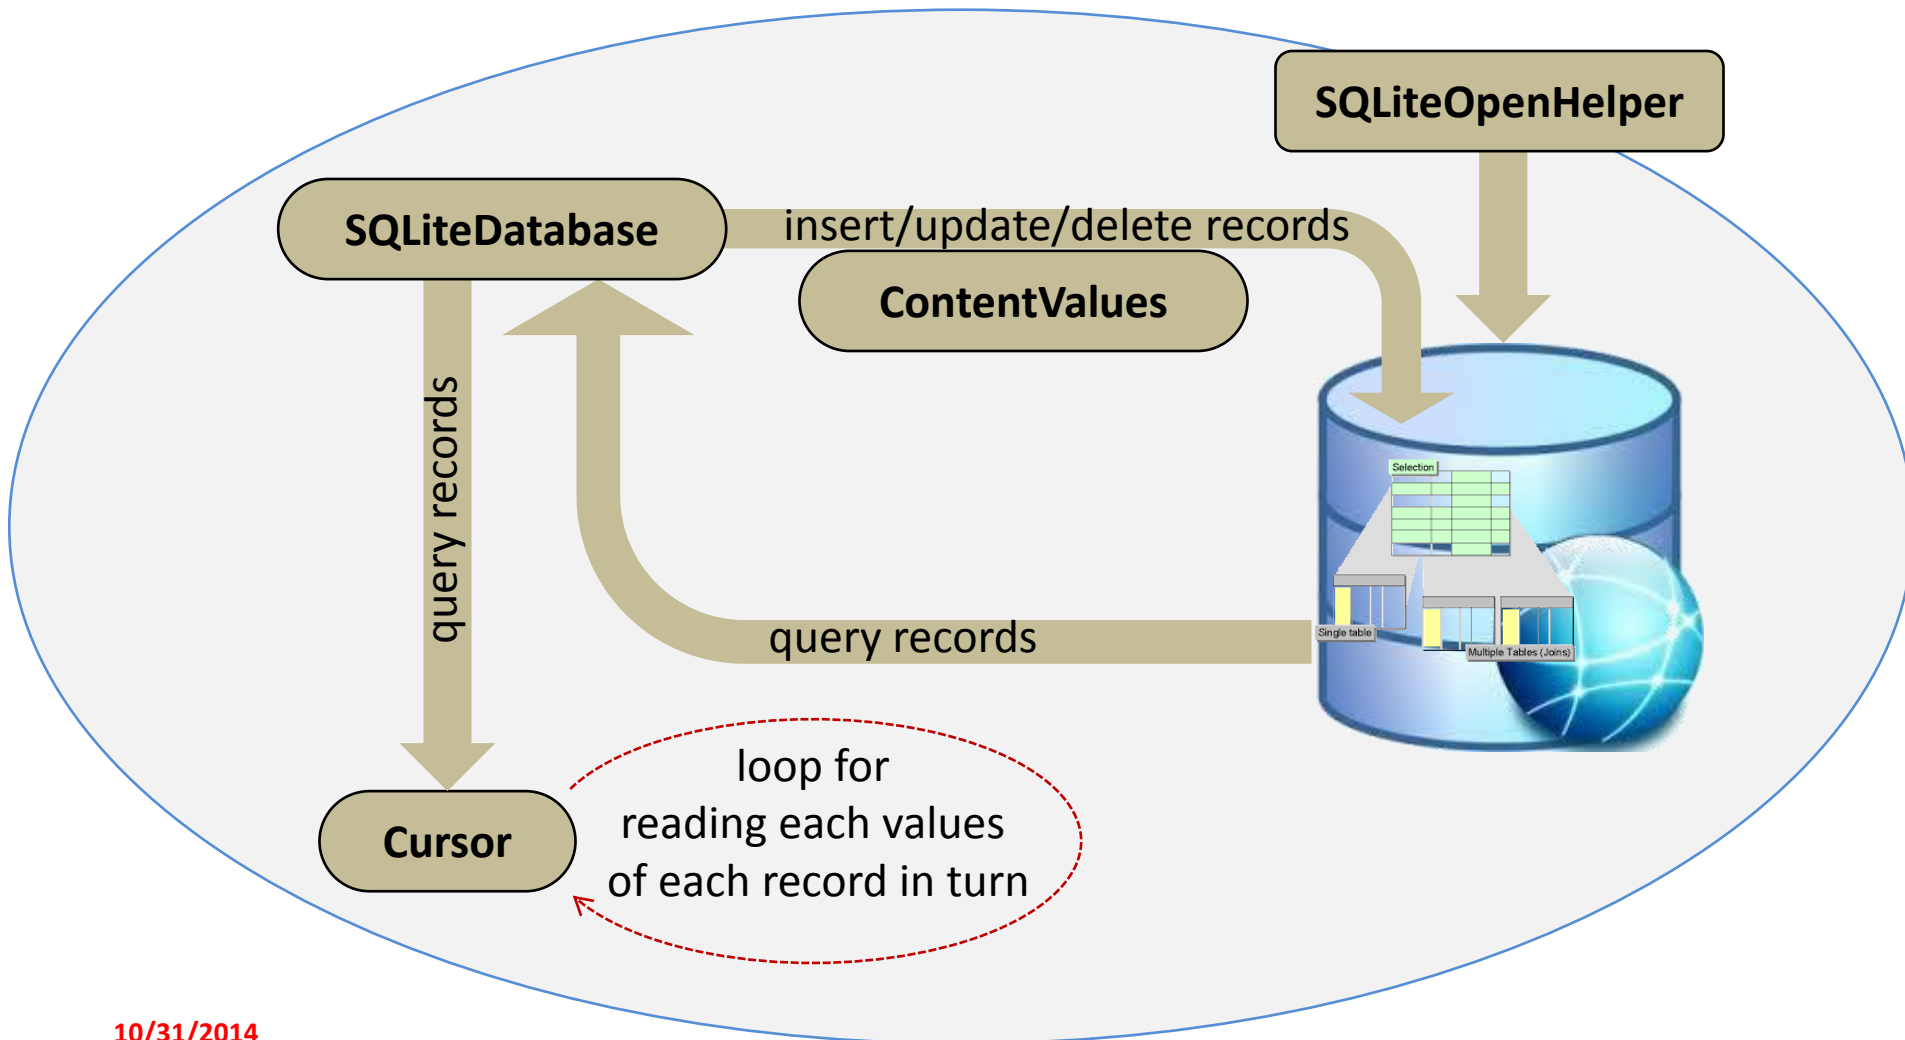 SQLiteOpenHelper
SQLiteDatabase
insert/update/delete records
ContentValues
query records
Selection
Single table
Multiple Tables (Joins)
query records
Cursor
loop for
reading each values
of each record in turn
10/31/2014